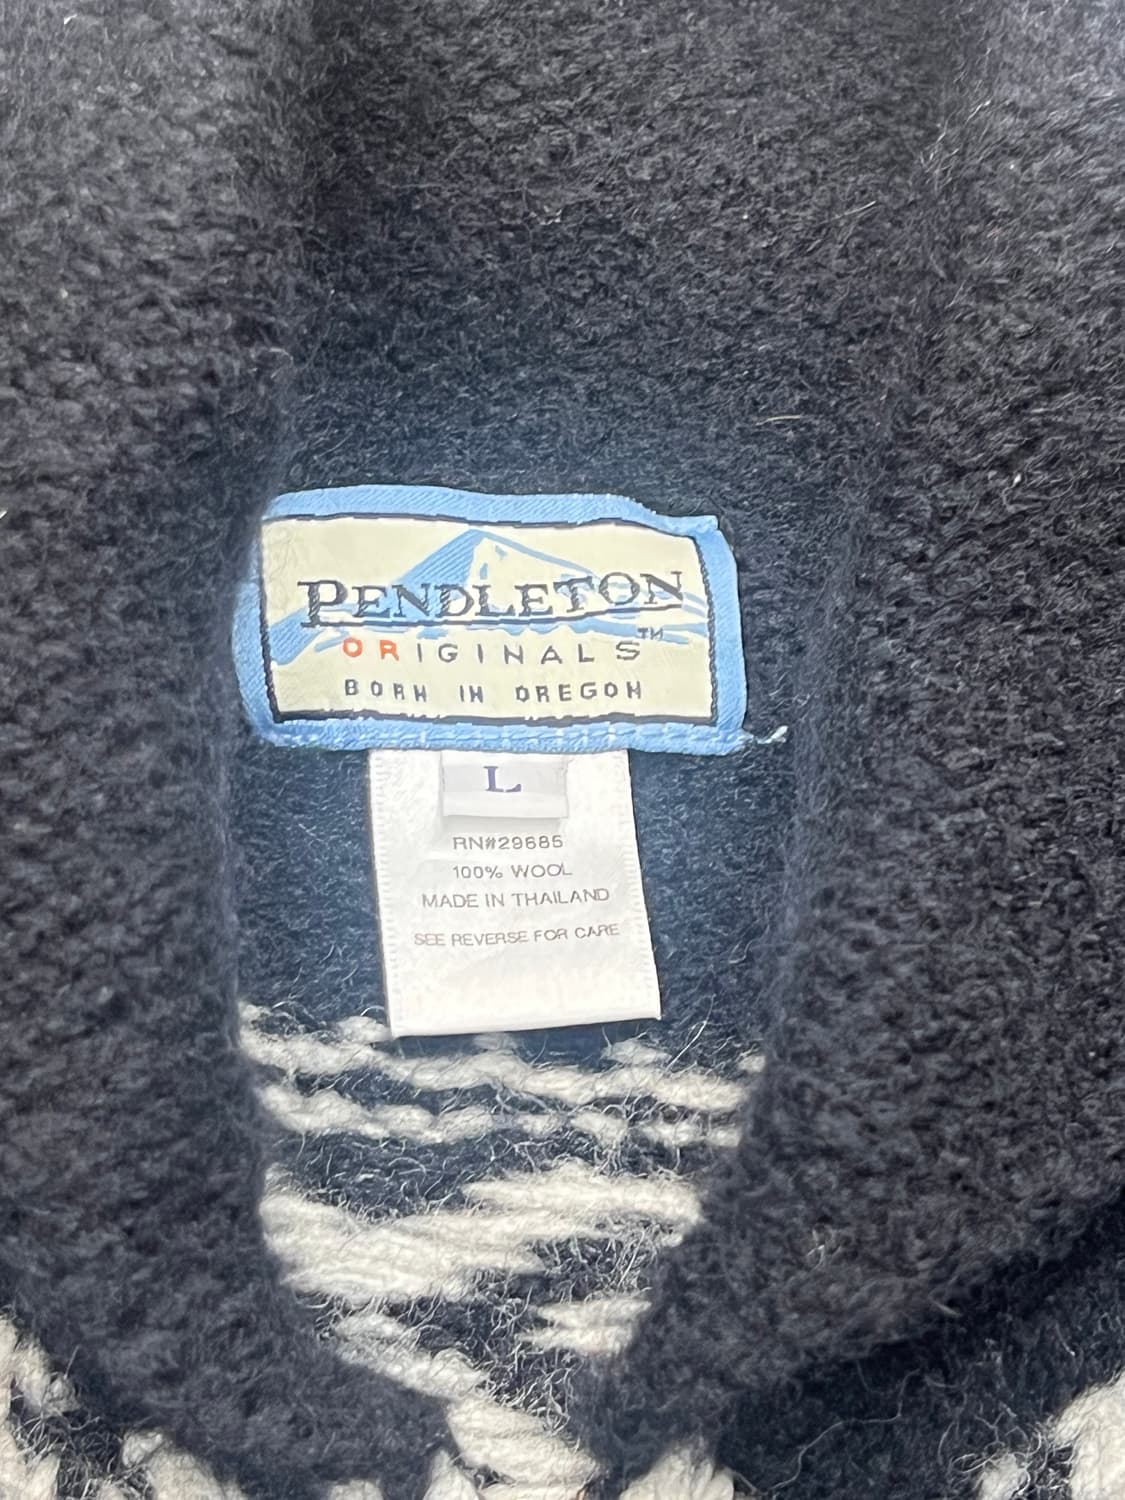 PENDLETON
ORIGINALS™
BORN IN OREGON
L
RN#29685
100% WOOL
MADE IN THAILAND
SEE REVERSE FOR CARE